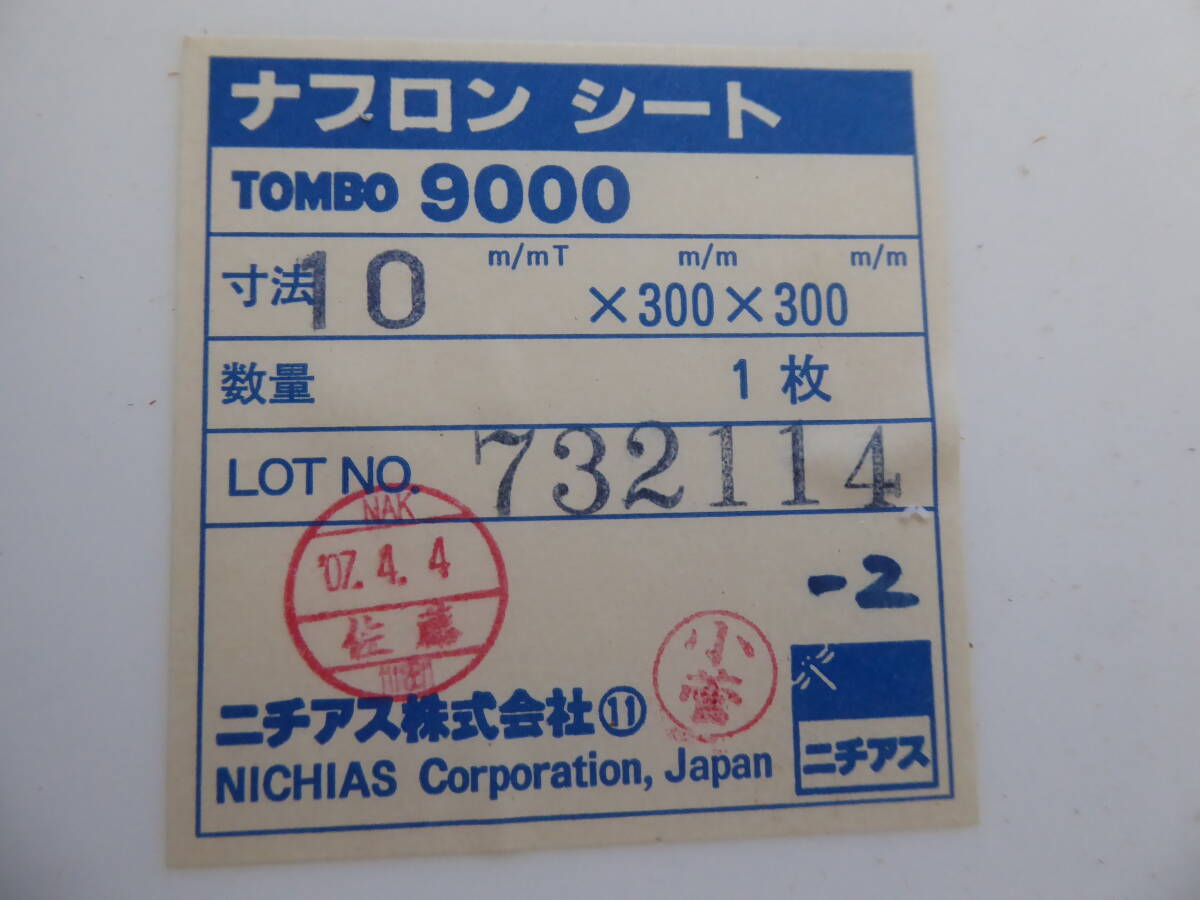 ナフロン シート
TOMBO 9000
m/mT m/m m/m
寸法 10 ×300×300
数量 1 枚
LOT NO. 732114
-2
NAK
'07.4.4
佐藤
小菅
ニチアス株式会社⑪
NICHIAS Corporation, Japan
ニチアス